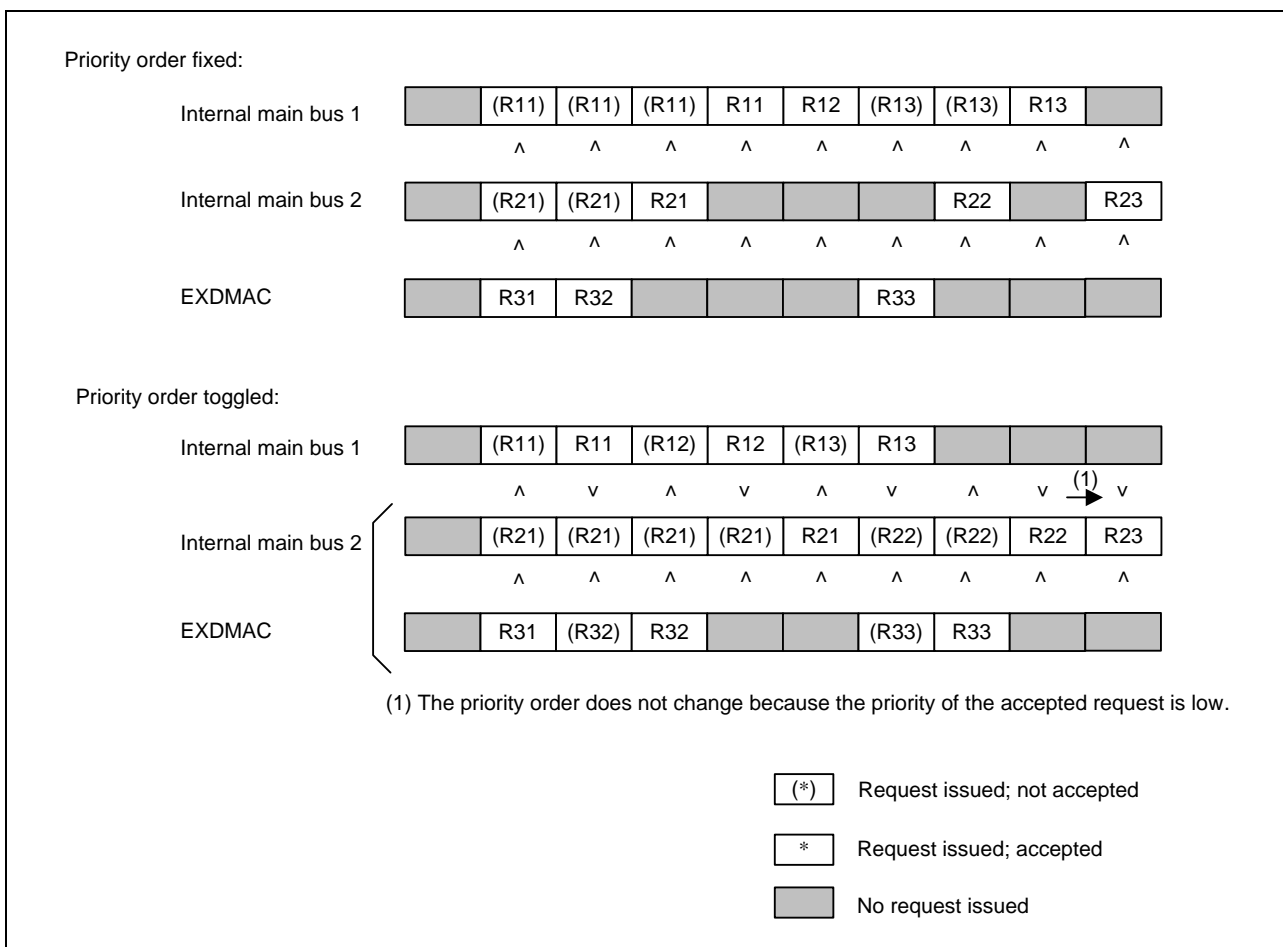 Priority order fixed:
Internal main bus 1 (R11) (R11) (R11) R11 R12 (R13) (R13) R13
^ ^ ^ ^ ^ ^ ^ ^ ^
Internal main bus 2 (R21) (R21) R21 R22 R23
^ ^ ^ ^ ^ ^ ^ ^ ^
EXDMAC R31 R32 R33
Priority order toggled:
Internal main bus 1 (R11) R11 (R12) R12 (R13) R13
^ v ^ v ^ v ^ v (1) v
Internal main bus 2 (R21) (R21) (R21) (R21) R21 (R22) (R22) R22 R23
^ ^ ^ ^ ^ ^ ^ ^ ^
EXDMAC R31 (R32) R32 (R33) R33
(1) The priority order does not change because the priority of the accepted request is low.
(*) Request issued; not accepted
* Request issued; accepted
No request issued